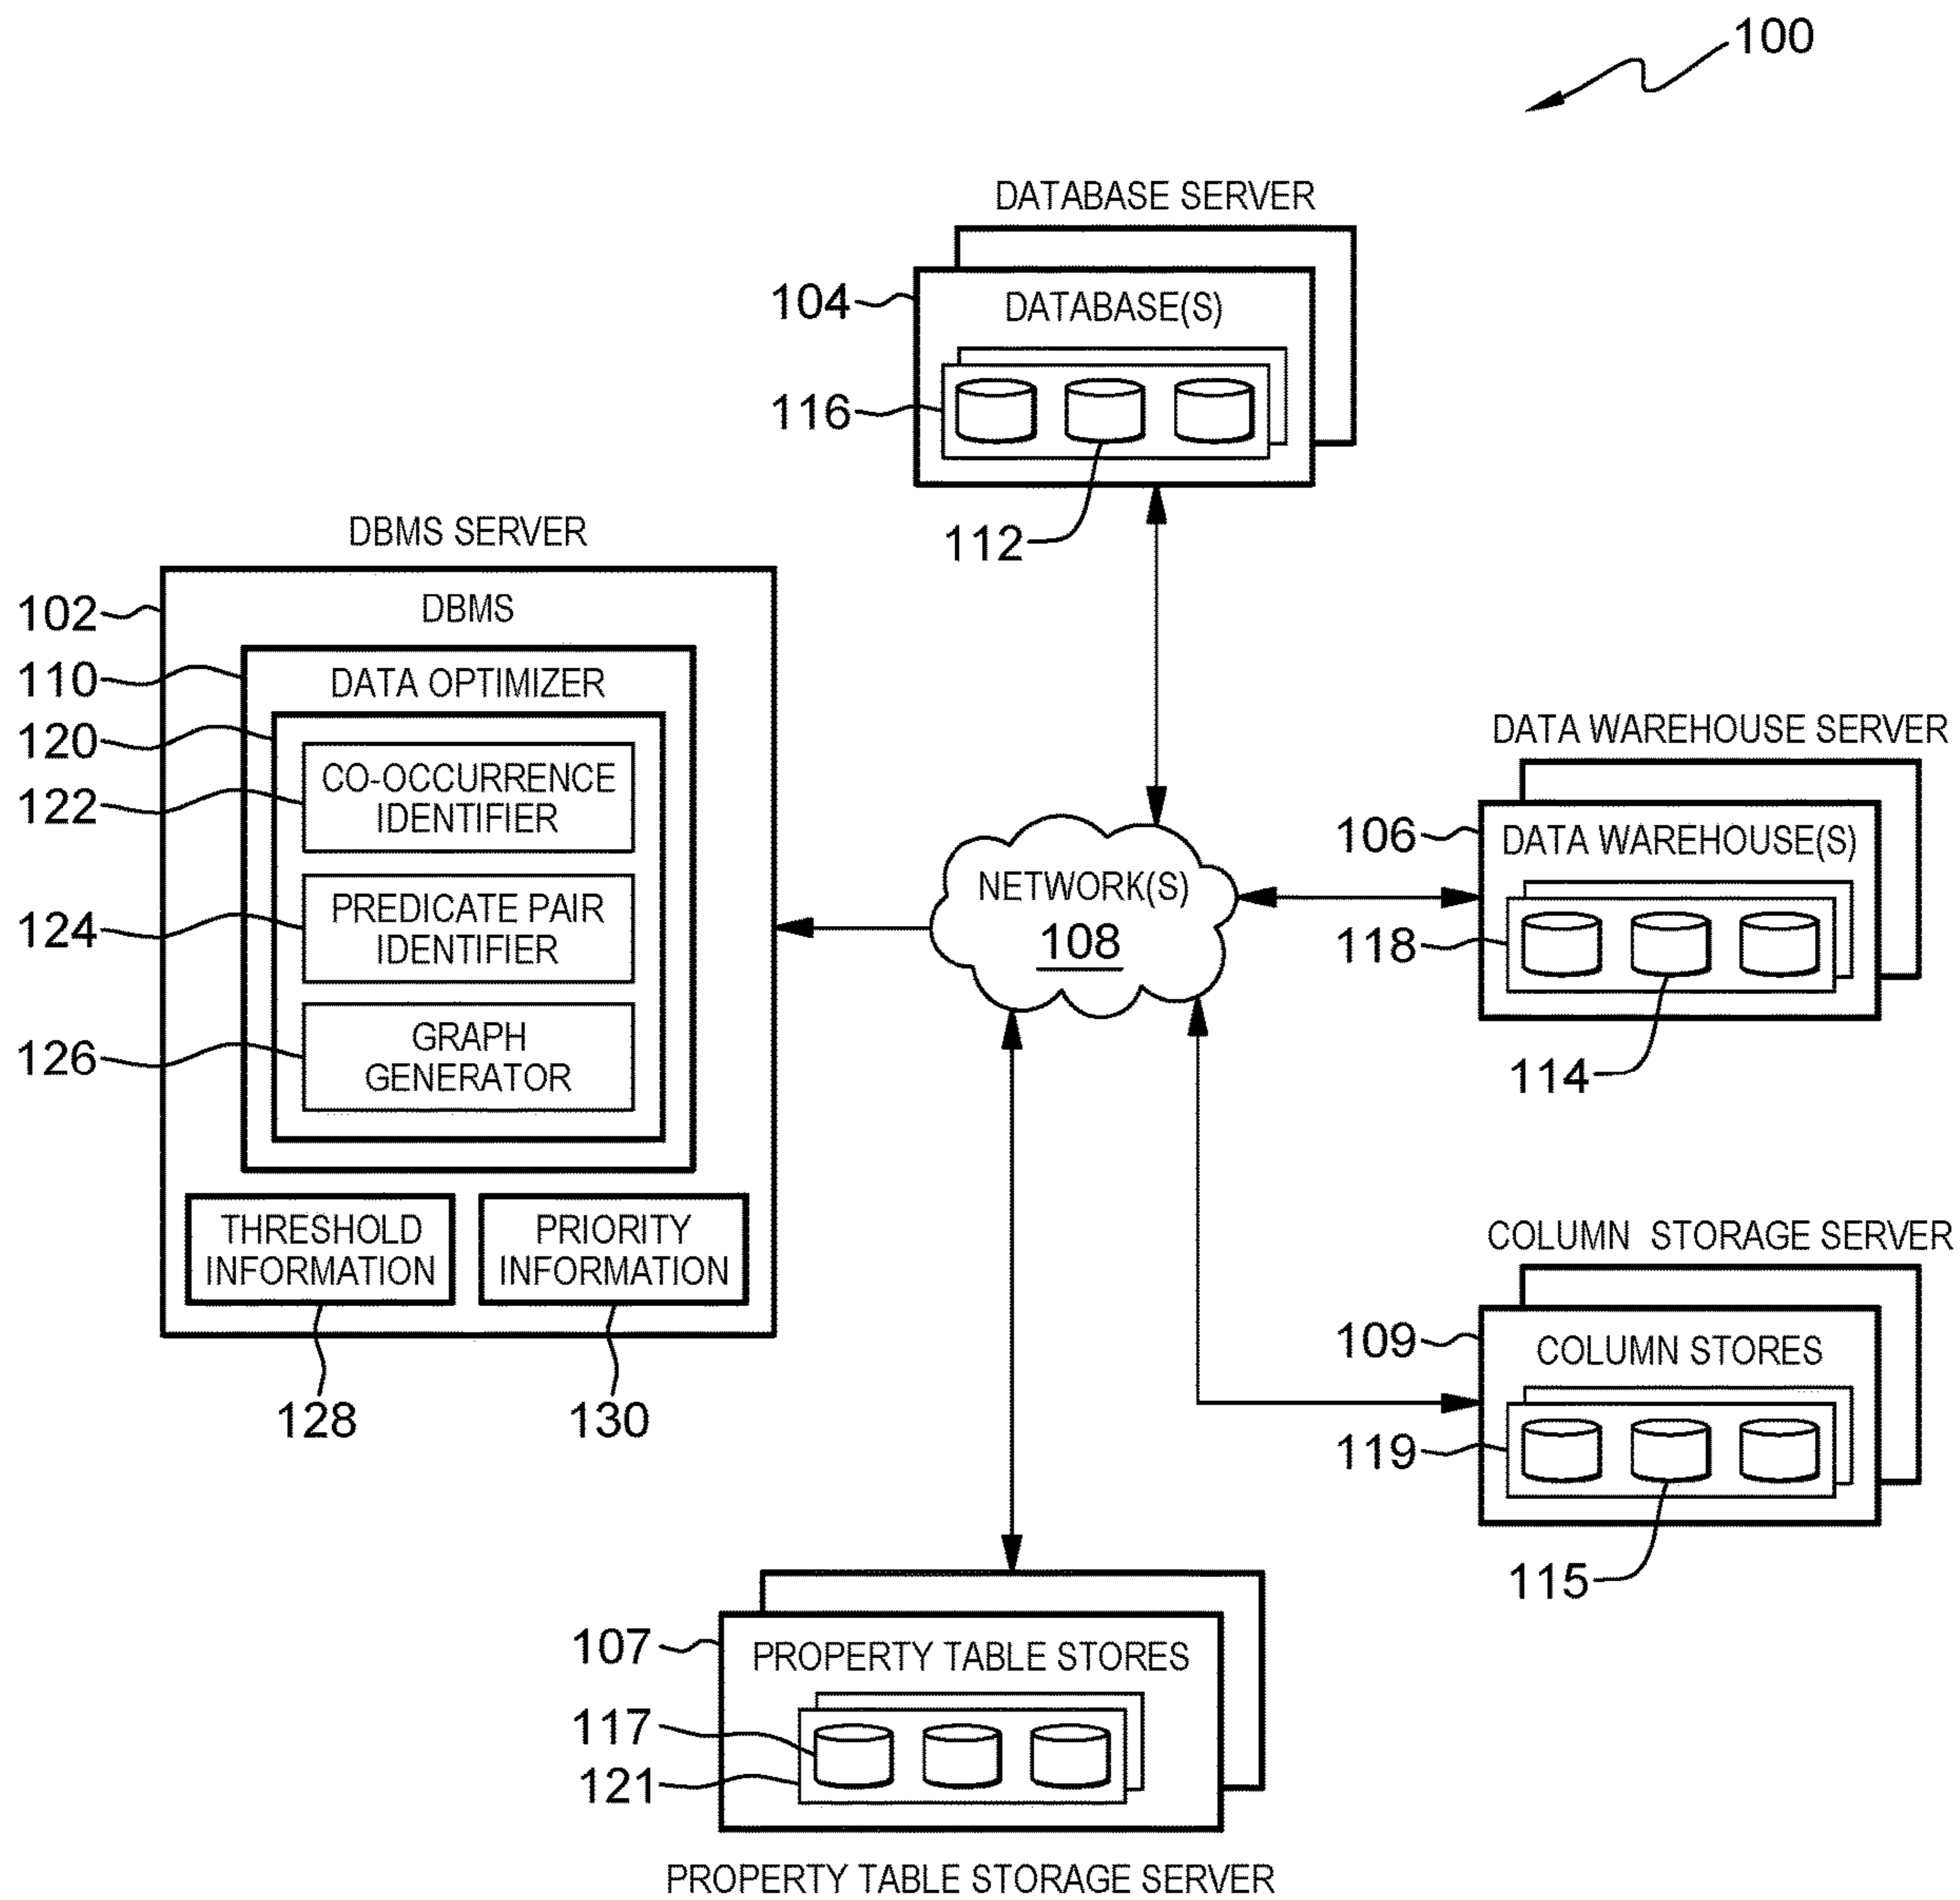 100
DATABASE SERVER
104
DATABASE(S)
116
112
DBMS SERVER
102
DBMS
110
DATA OPTIMIZER
120
122
CO-OCCURRENCE
IDENTIFIER
124
PREDICATE PAIR
IDENTIFIER
126
GRAPH
GENERATOR
THRESHOLD
INFORMATION
PRIORITY
INFORMATION
128
130
NETWORK(S)
108
DATA WAREHOUSE SERVER
106
DATA WAREHOUSE(S)
118
114
COLUMN STORAGE SERVER
109
COLUMN STORES
119
115
107
PROPERTY TABLE STORES
117
121
PROPERTY TABLE STORAGE SERVER